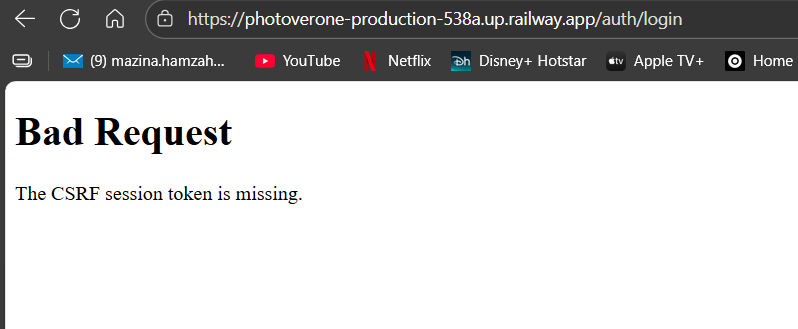 https://photoverone-production-538a.up.railway.app/auth/login
(9) mazina.hamzah... YouTube Netflix Disney+ Hotstar Apple TV+ Home
Bad Request
The CSRF session token is missing.